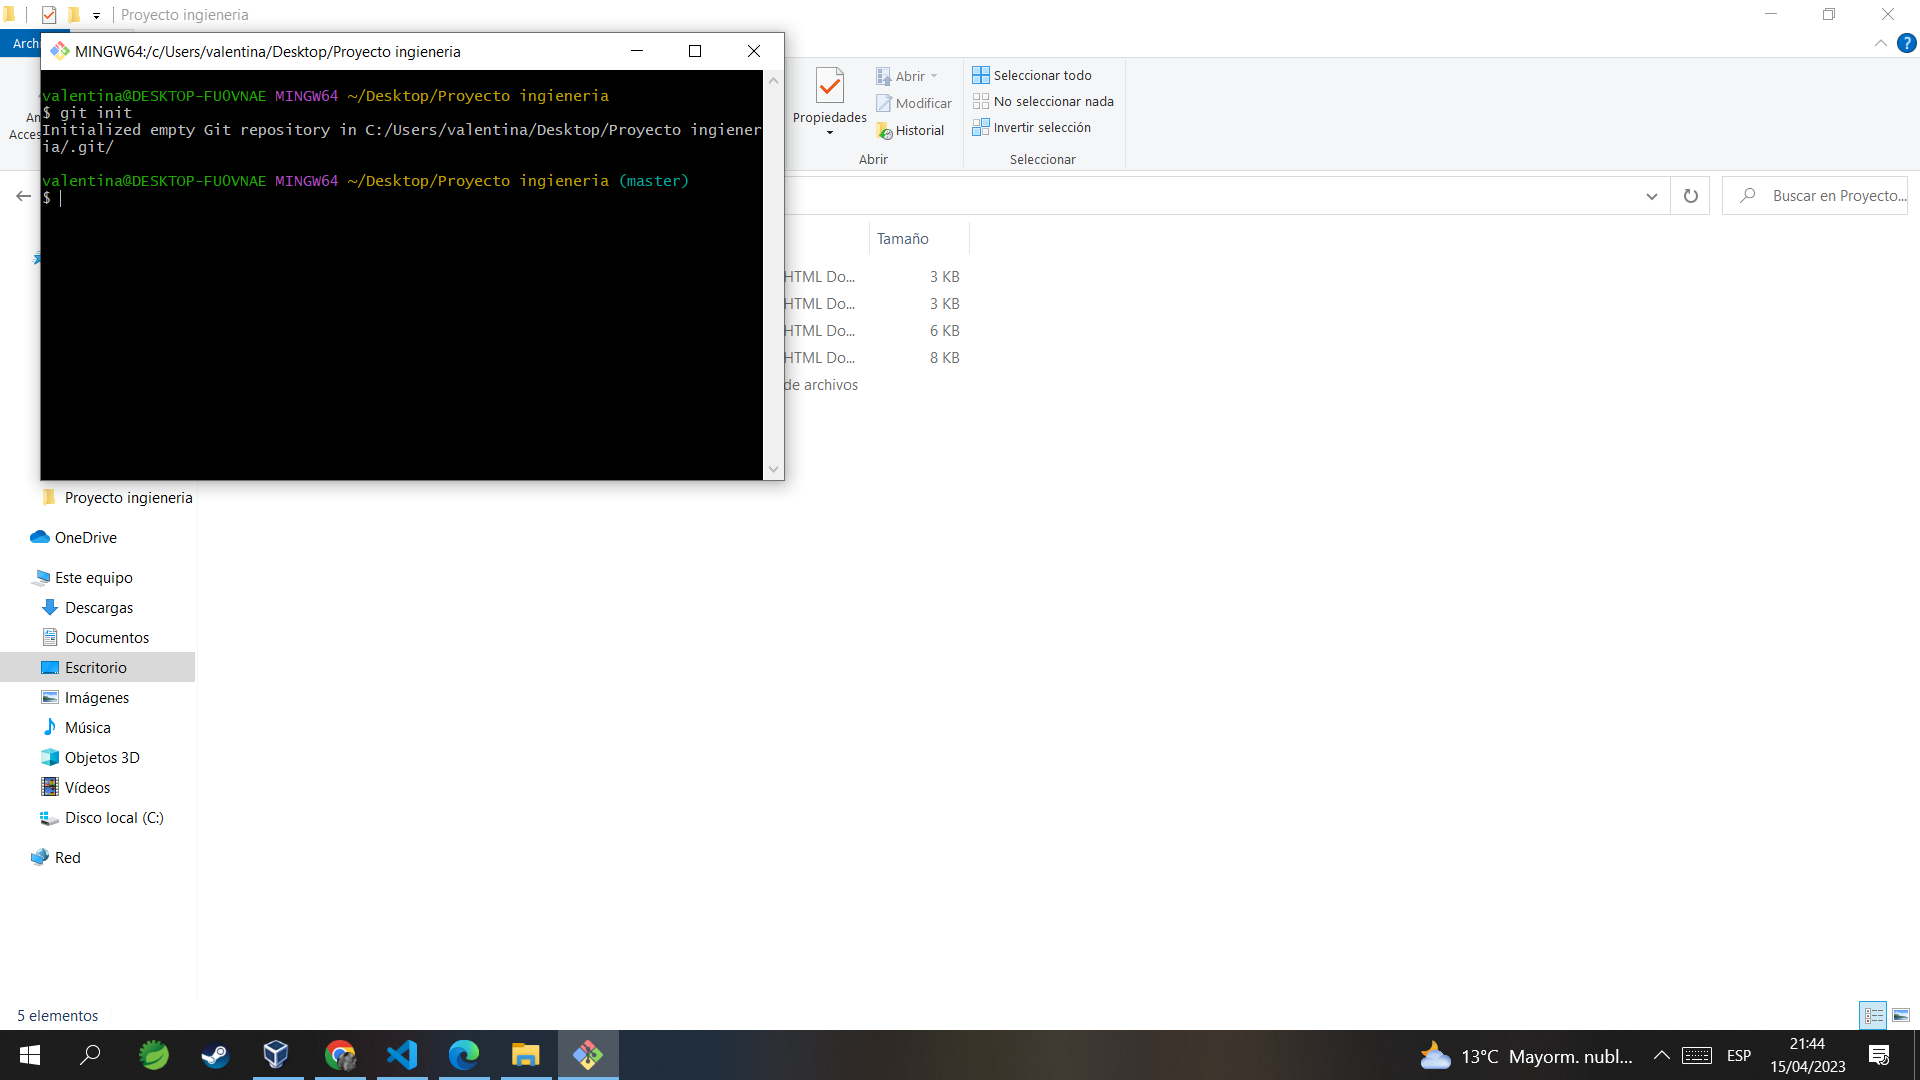 Proyecto ingieneria
Arch
MINGW64:/c/Users/valentina/Desktop/Proyecto ingieneria
valentina@DESKTOP-FUOVNAE MINGW64 ~/Desktop/Proyecto ingieneria
$ git init
Initialized empty Git repository in C:/Users/valentina/Desktop/Proyecto ingiener
ia/.git/
valentina@DESKTOP-FUOVNAE MINGW64 ~/Desktop/Proyecto ingieneria (master)
$
An
Acces
Propiedades
Abrir
Modificar
Historial
Abrir
Seleccionar todo
No seleccionar nada
Invertir selección
Seleccionar
Buscar en Proyecto...
Tamaño
HTML Do... 3 KB
HTML Do... 3 KB
HTML Do... 6 KB
HTML Do... 8 KB
de archivos
Proyecto ingieneria
OneDrive
Este equipo
Descargas
Documentos
Escritorio
Imágenes
Música
Objetos 3D
Vídeos
Disco local (C:)
Red
5 elementos
13°C Mayorm. nubl...
ESP
21:44
15/04/2023